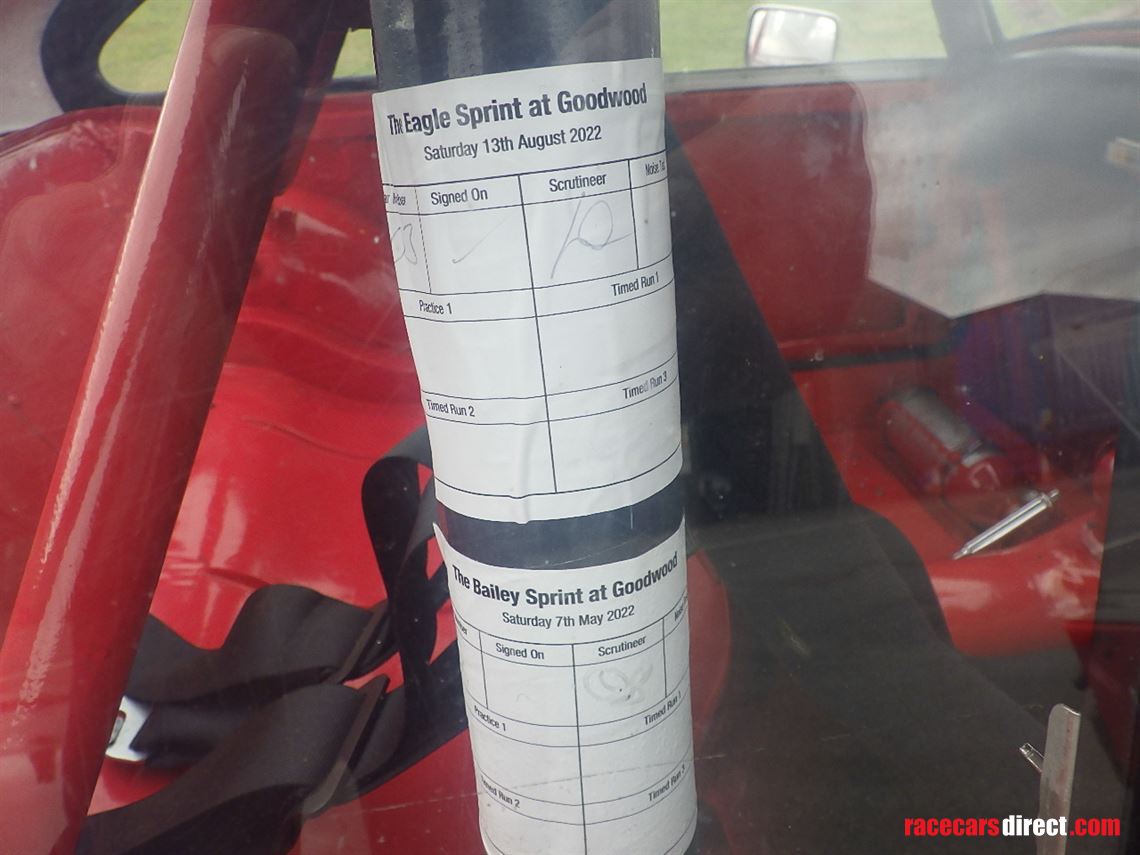 The Eagle Sprint at Goodwood
Saturday 13th August 2022
Signed On Scrutineer
Practice 1 Timed Run 1
Timed Run 2 Timed Run 3
The Bailey Sprint at Goodwood
Saturday 7th May 2022
Signed On Scrutineer
Practice 1 Timed Run 1
Timed Run 2 Timed Run 3
racecarsdirect.com